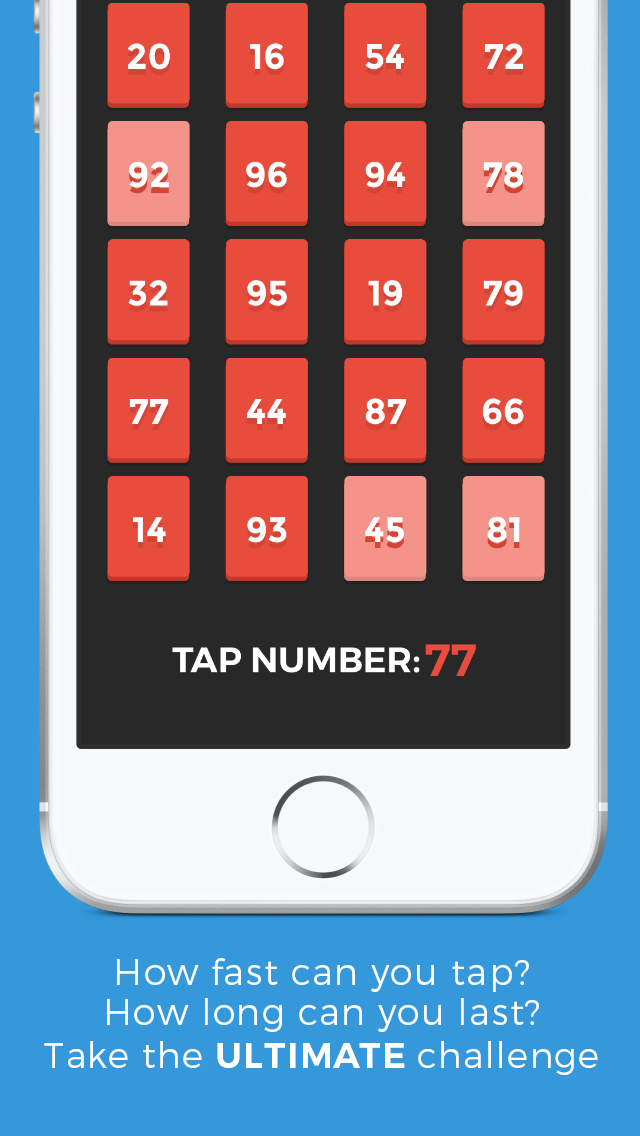 20 16 54 72
92 96 94 78
32 95 19 79
77 44 87 66
14 93 45 81
TAP NUMBER: 77
How fast can you tap?
How long can you last?
Take the ULTIMATE challenge